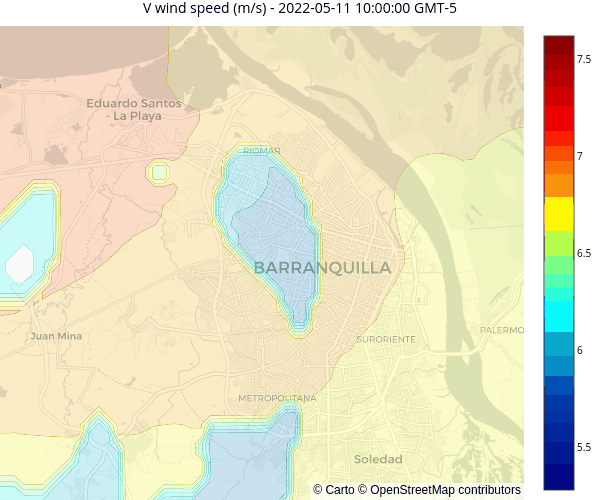 V wind speed (m/s) - 2022-05-11 10:00:00 GMT-5
7.5
Eduardo Santos
- La Playa
RIOMAR
7
6.5
BARRANQUILLA
Juan Mina
SURORIENTE
PALERMO
6
METROPOLITANA
Soledad
5.5
© Carto © OpenStreetMap contributors